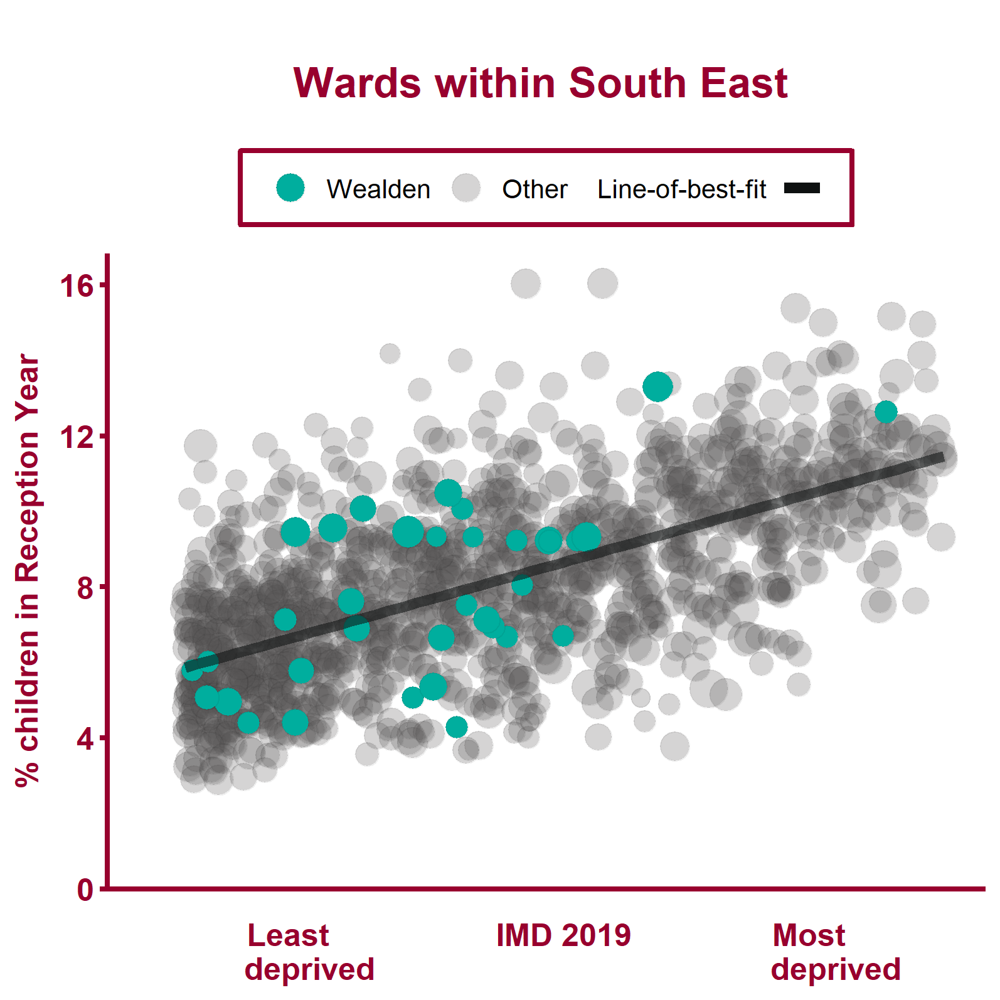 Wards within South East
Wealden Other Line-of-best-fit
% children in Reception Year
16
12
8
4
0
Least deprived
IMD 2019
Most deprived